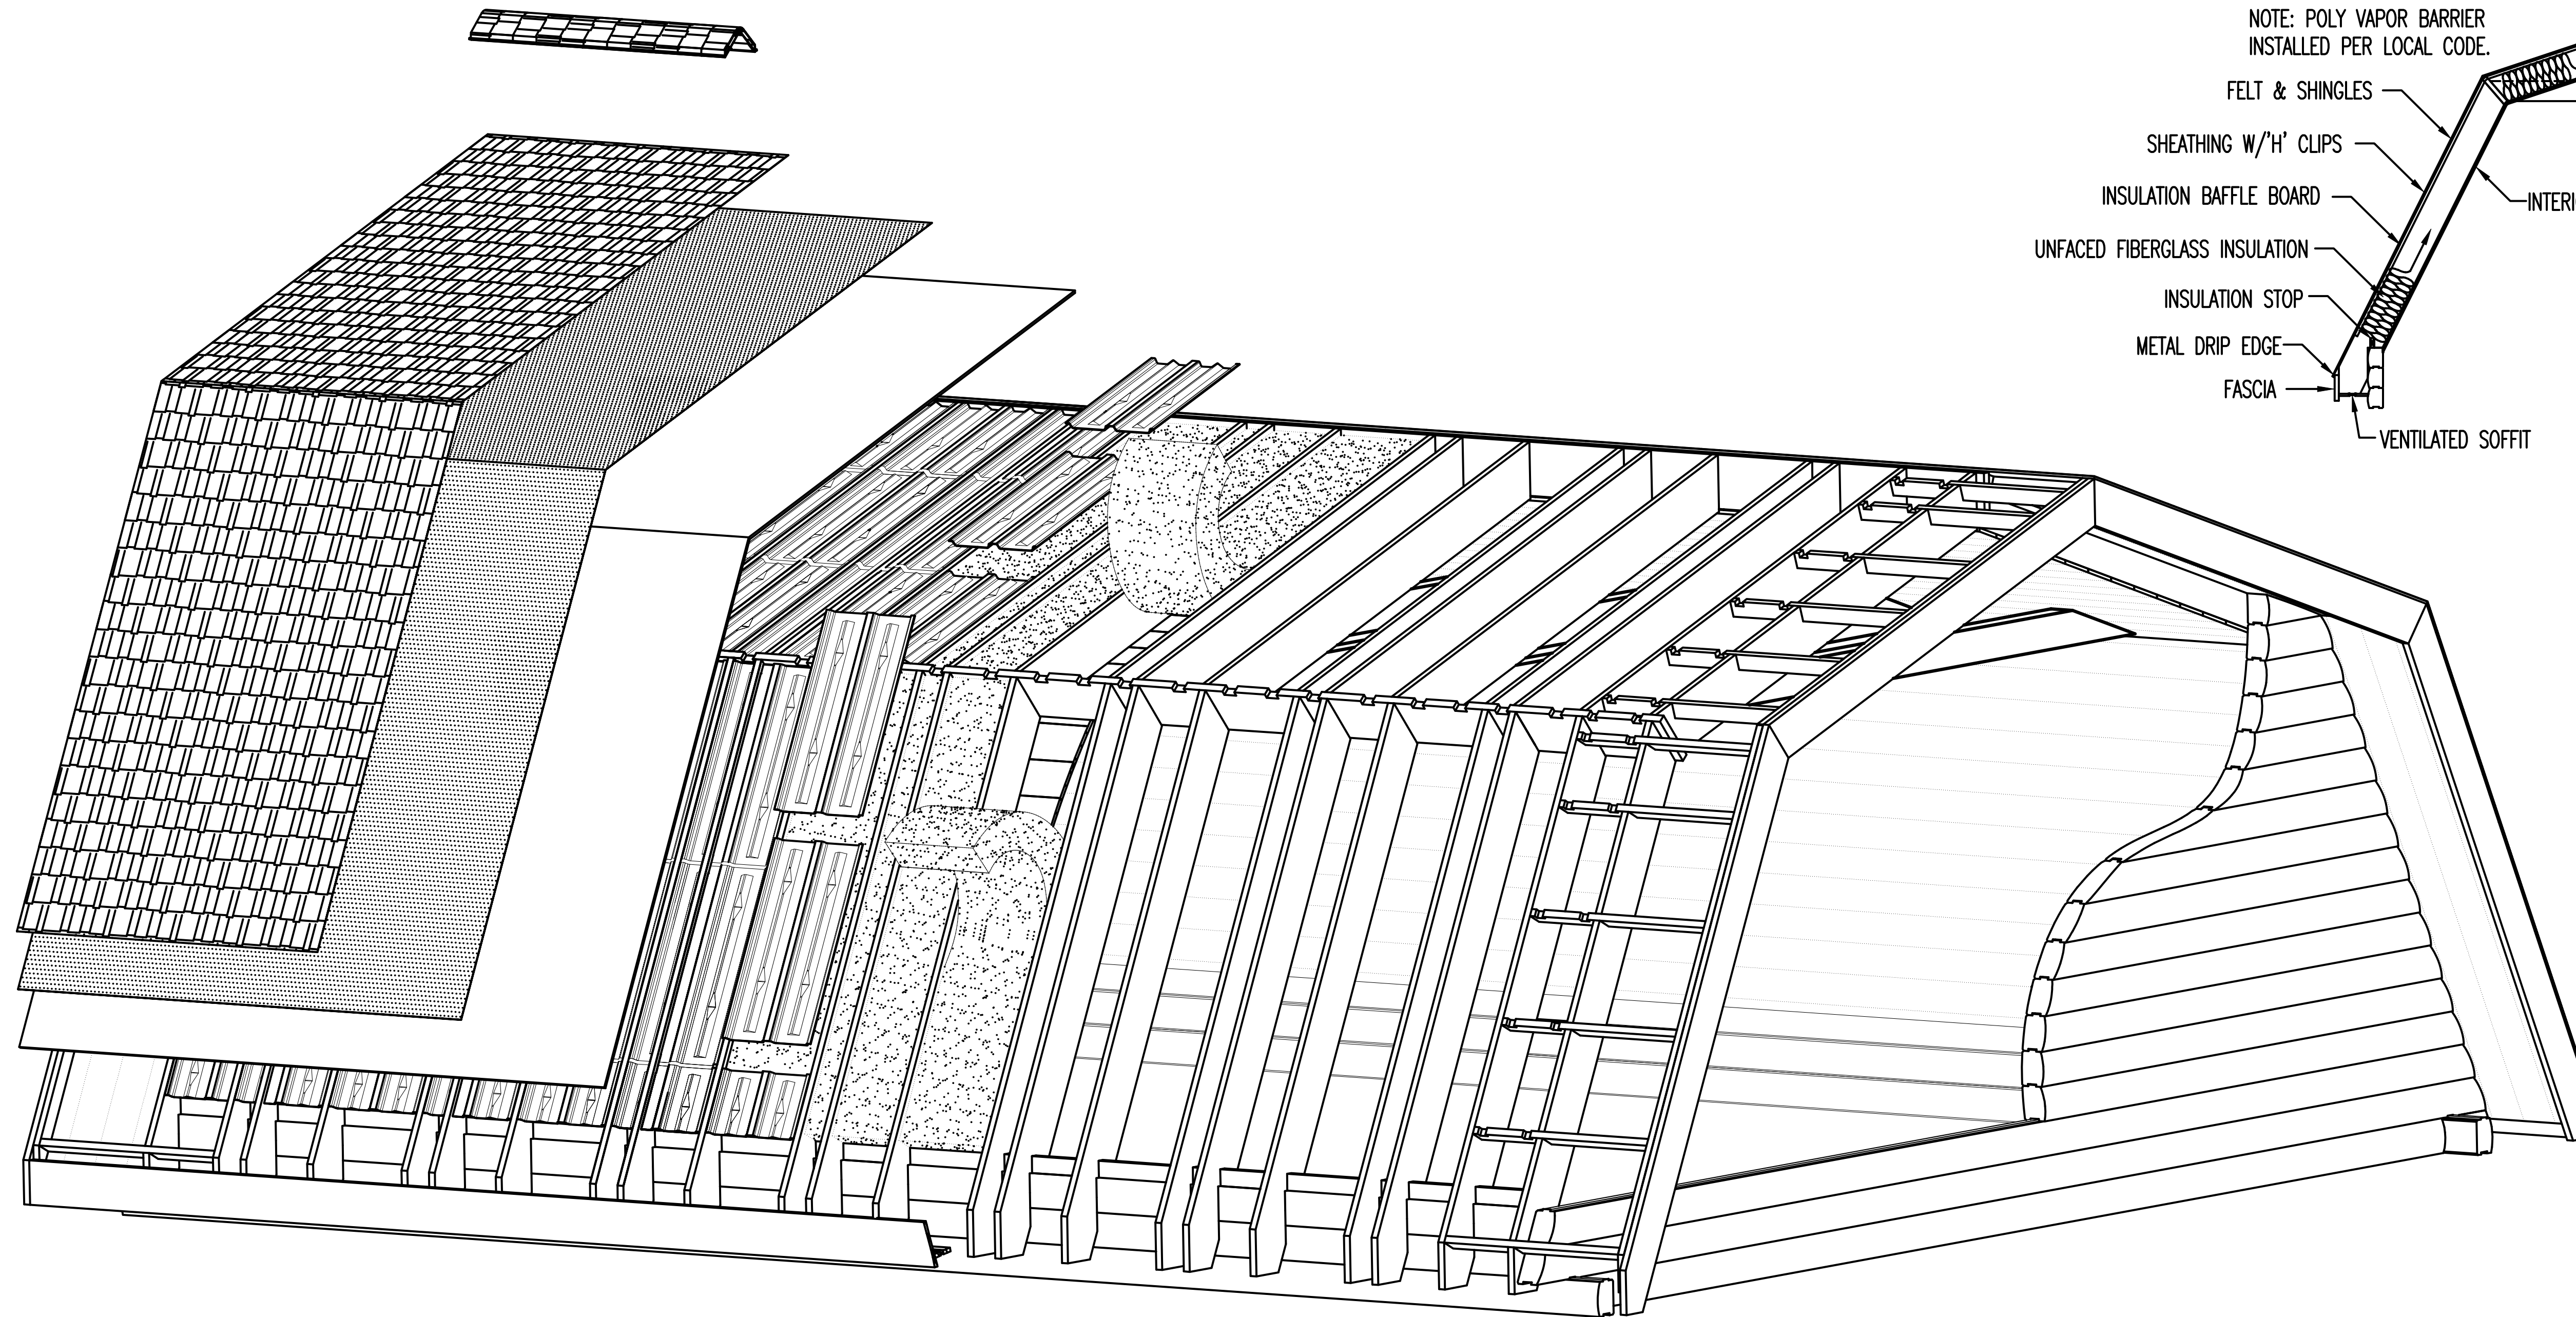 NOTE: POLY VAPOR BARRIER
INSTALLED PER LOCAL CODE.
FELT & SHINGLES
SHEATHING W/'H' CLIPS
INSULATION BAFFLE BOARD
INTERI
UNFACED FIBERGLASS INSULATION
INSULATION STOP
METAL DRIP EDGE
FASCIA
VENTILATED SOFFIT